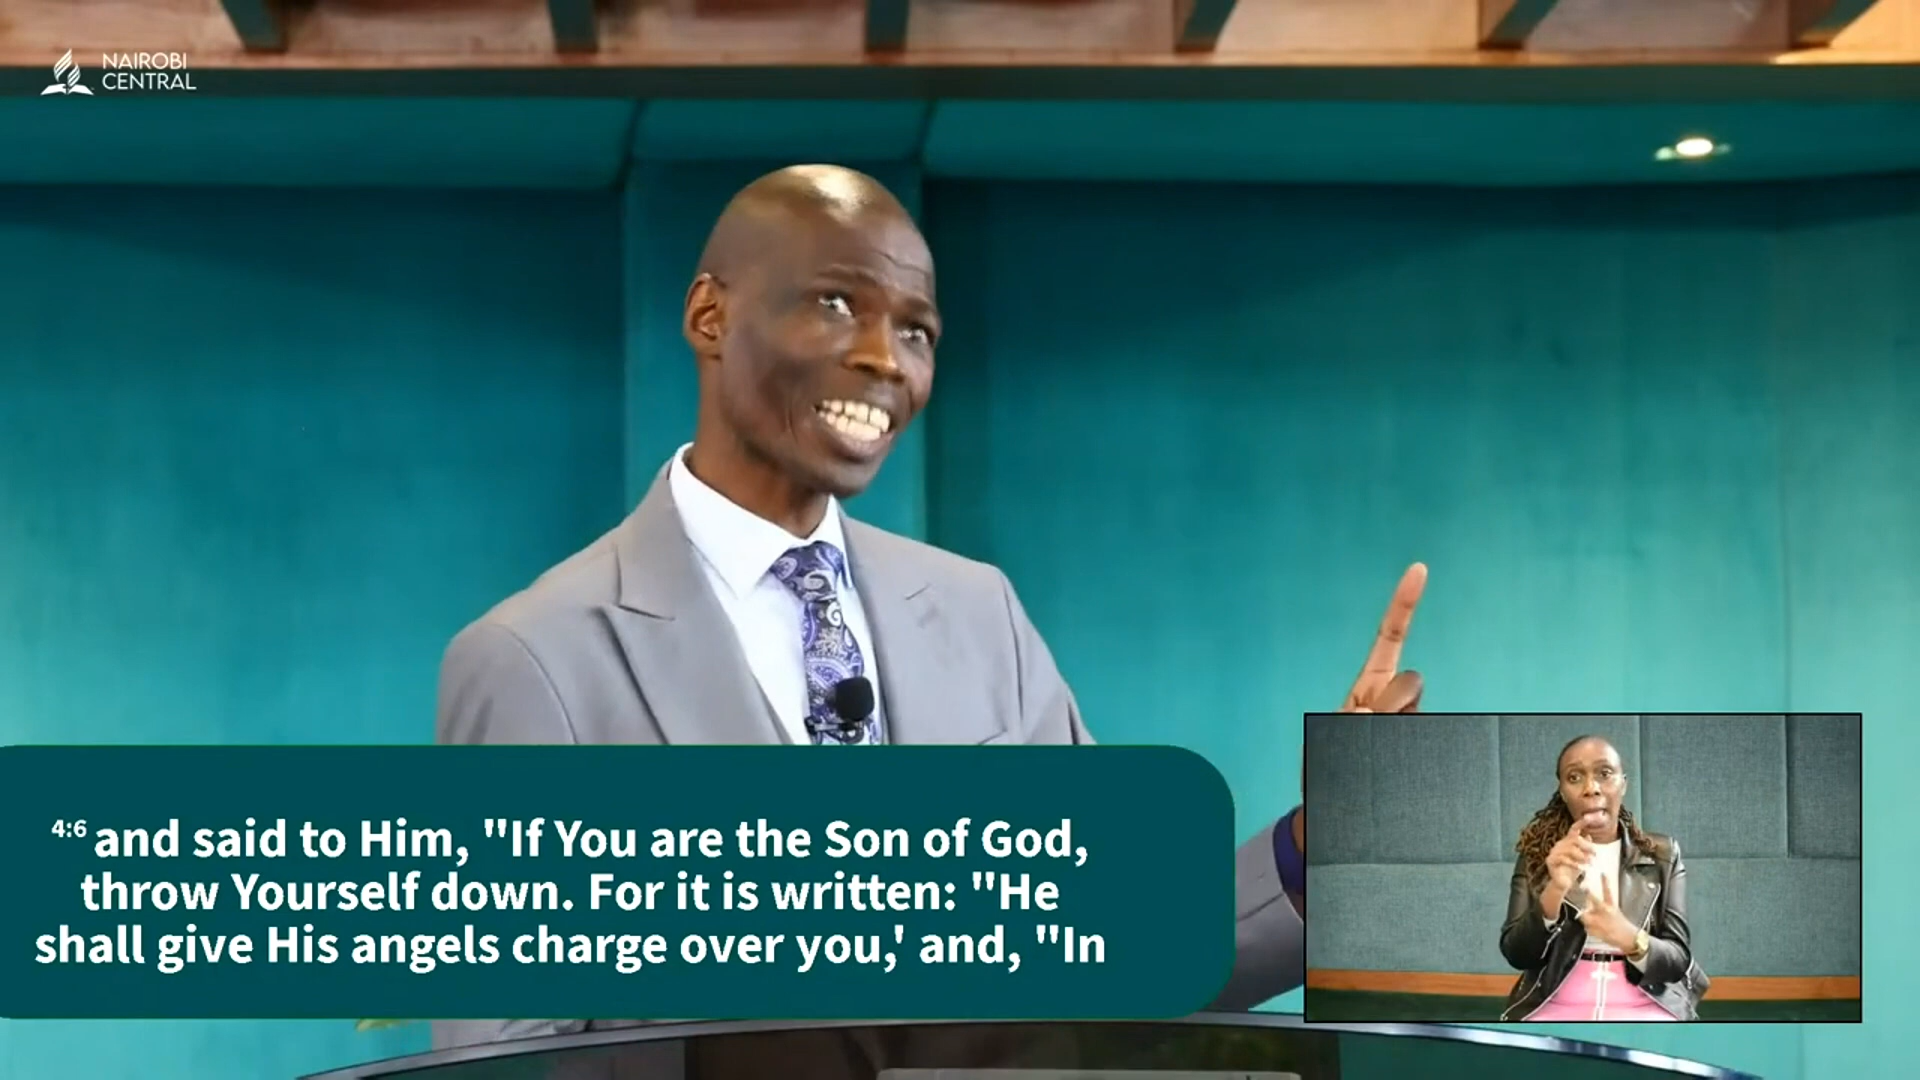 NAIROBI
CENTRAL
4:6 and said to Him, "If You are the Son of God,
throw Yourself down. For it is written: "He
shall give His angels charge over you,' and, "In